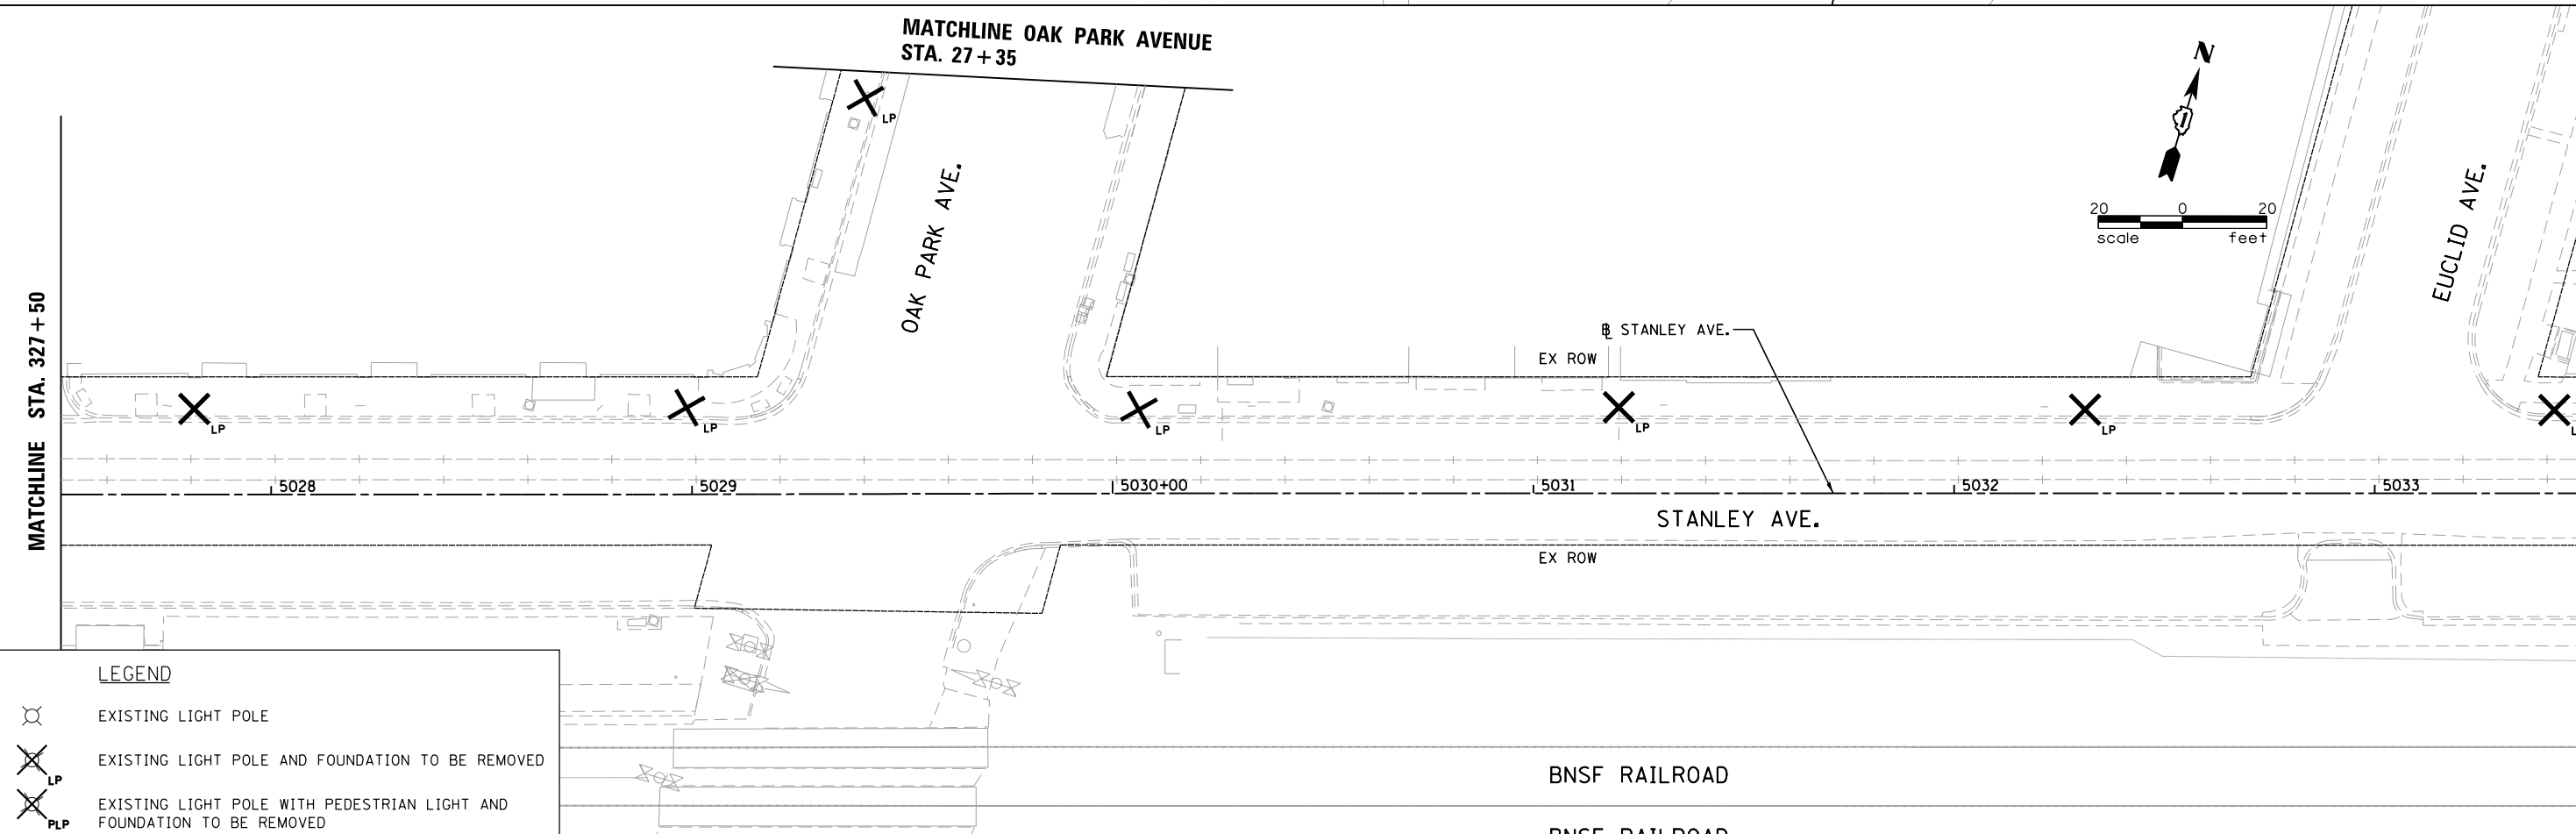 MATCHLINE OAK PARK AVENUE
STA. 27+35
N
LP
OAK PARK AVE.
20 0 20
scale feet
EUCLID AVE.
MATCHLINE STA. 327+50
℄ STANLEY AVE.
EX ROW
LP
LP
LP
LP
LP
5028
5029
5030+00
5031
5032
5033
STANLEY AVE.
EX ROW
LEGEND
EXISTING LIGHT POLE
EXISTING LIGHT POLE AND FOUNDATION TO BE REMOVED
LP
EXISTING LIGHT POLE WITH PEDESTRIAN LIGHT AND
FOUNDATION TO BE REMOVED
PLP
BNSF RAILROAD
BNSF RAILROAD